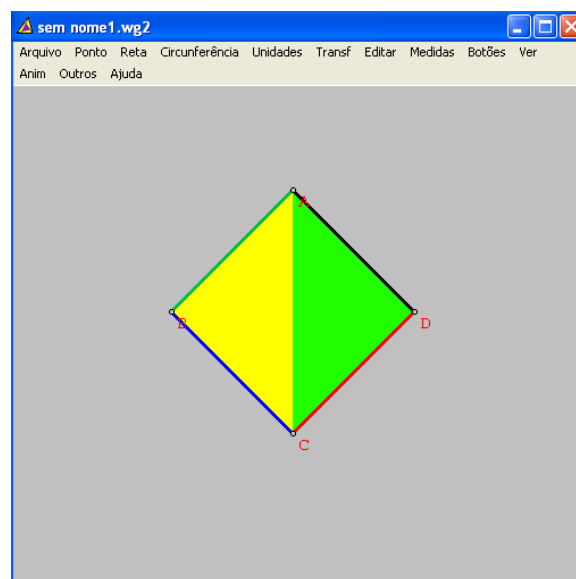 sem nome1.wg2
Arquivo Ponto Reta Circunferência Unidades Transf Editar Medidas Botões Ver
Anim Outros Ajuda
A
B D
C